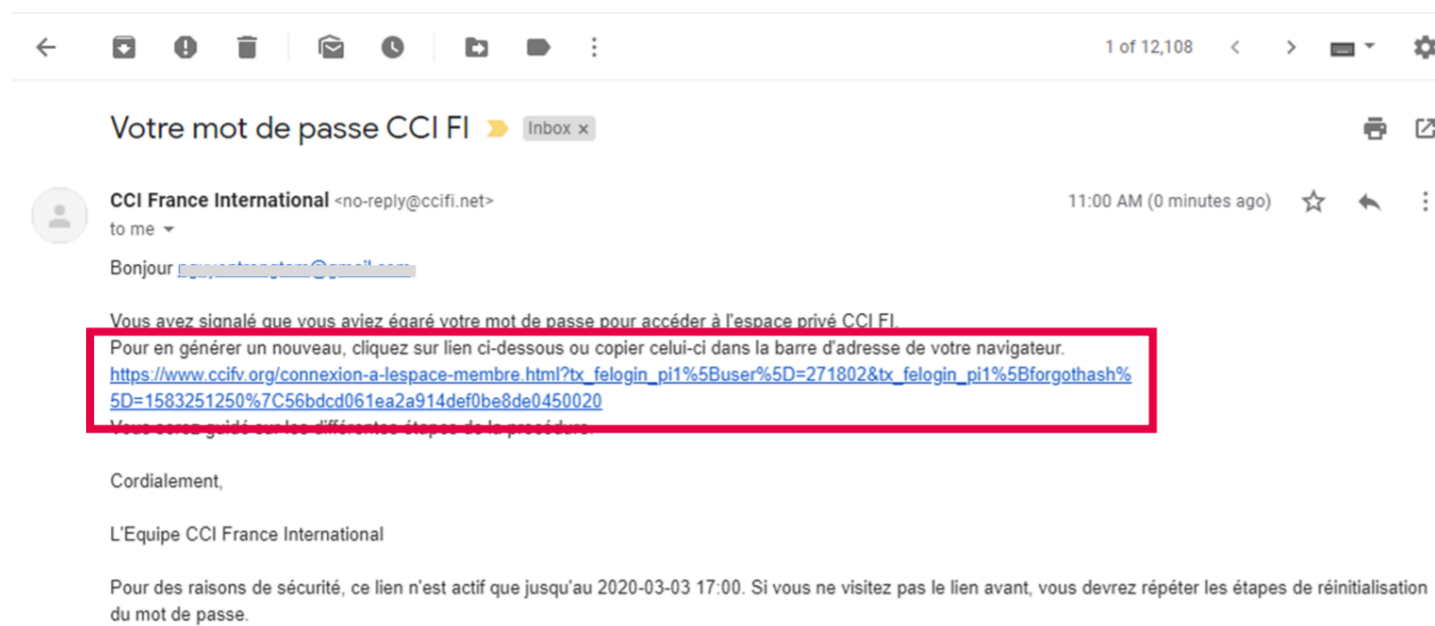 1 of 12,108
Votre mot de passe CCI FI Inbox x
CCI France International <no-reply@ccifi.net> 11:00 AM (0 minutes ago)
to me
Bonjour
Vous avez signalé que vous aviez égaré votre mot de passe pour accéder à l'espace privé CCI FI.
Pour en générer un nouveau, cliquez sur lien ci-dessous ou copier celui-ci dans la barre d'adresse de votre navigateur.
https://www.ccifv.org/connexion-a-lespace-membre.html?tx_felogin_pi1%5Buser%5D=271802&tx_felogin_pi1%5Bforgothash%
5D=1583251250%7C56bdcd061ea2a914def0be8de0450020
Vous serez guidé sur les différentes étapes de la procédure.
Cordialement,
L'Equipe CCI France International
Pour des raisons de sécurité, ce lien n'est actif que jusqu'au 2020-03-03 17:00. Si vous ne visitez pas le lien avant, vous devrez répéter les étapes de réinitialisation
du mot de passe.